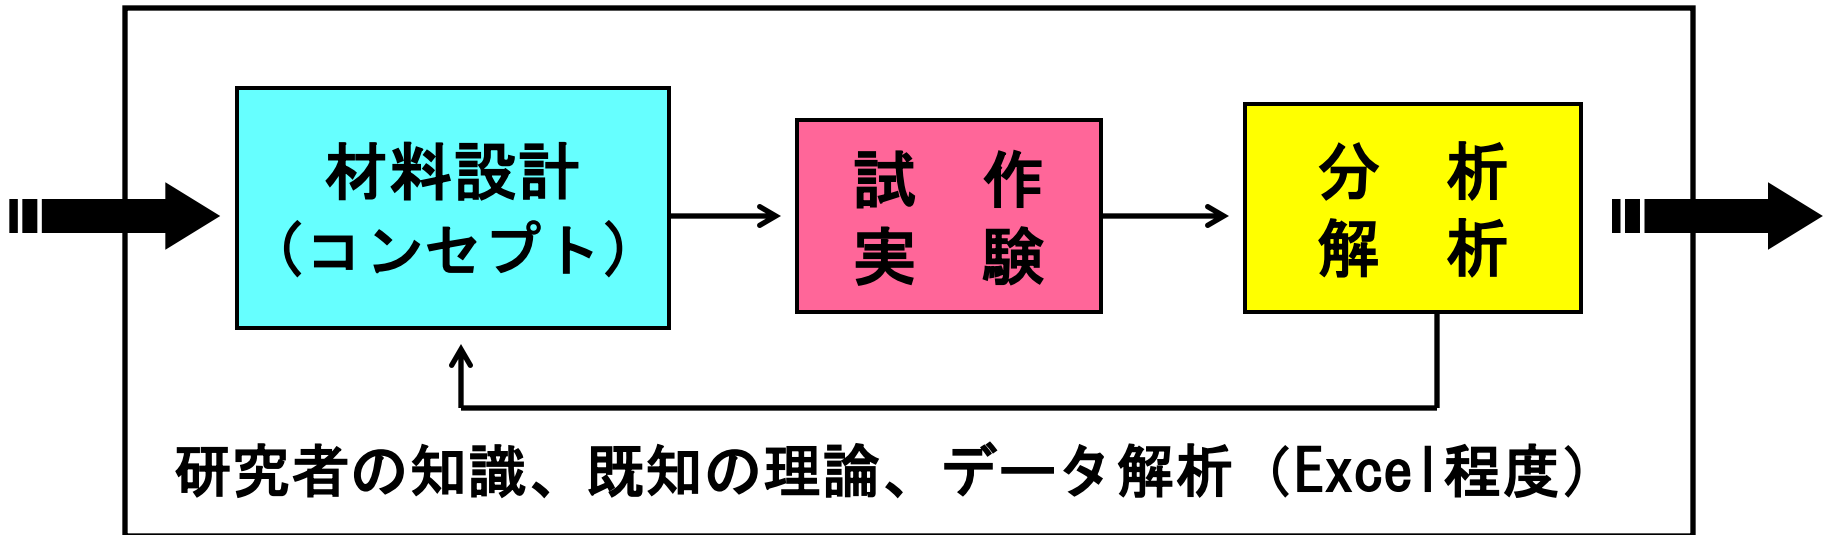 材料設計
（コンセプト）
試　作
実　験
分　析
解　析
研究者の知識、既知の理論、データ解析（Excel程度）